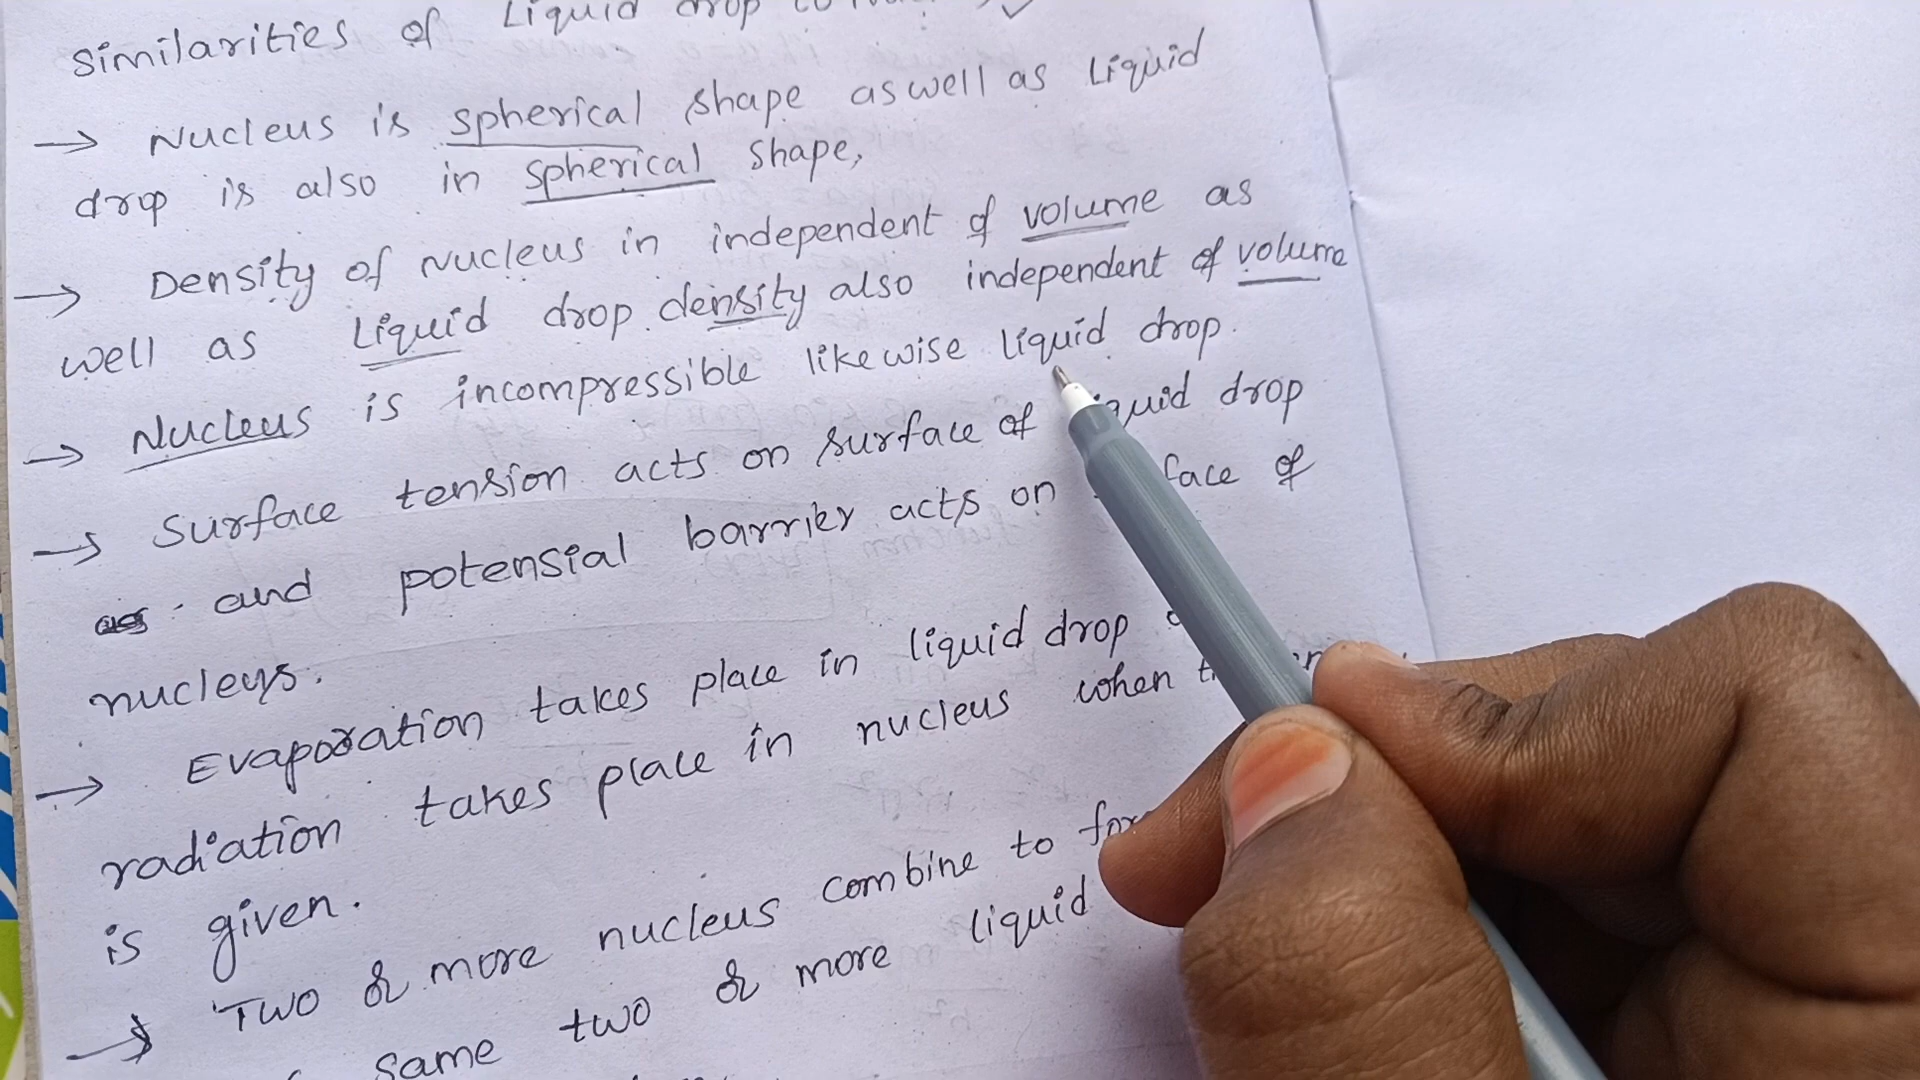 Similarities of Liquid drop to
→ Nucleus is spherical shape aswell as Liquid
drop is also in spherical shape,
→ Density of Nucleus in independent of volume as
well as Liquid drop density also independent of volume
→ Nucleus is incompressible likewise liquid drop.
→ Surface tension acts on surface of liquid drop
and potensial barrier acts on face of
nucleus.
→ Evaporation takes place in liquid drop
radiation takes place in nucleus when
is given.
→ Two & more nucleus combine to
same two & more liquid